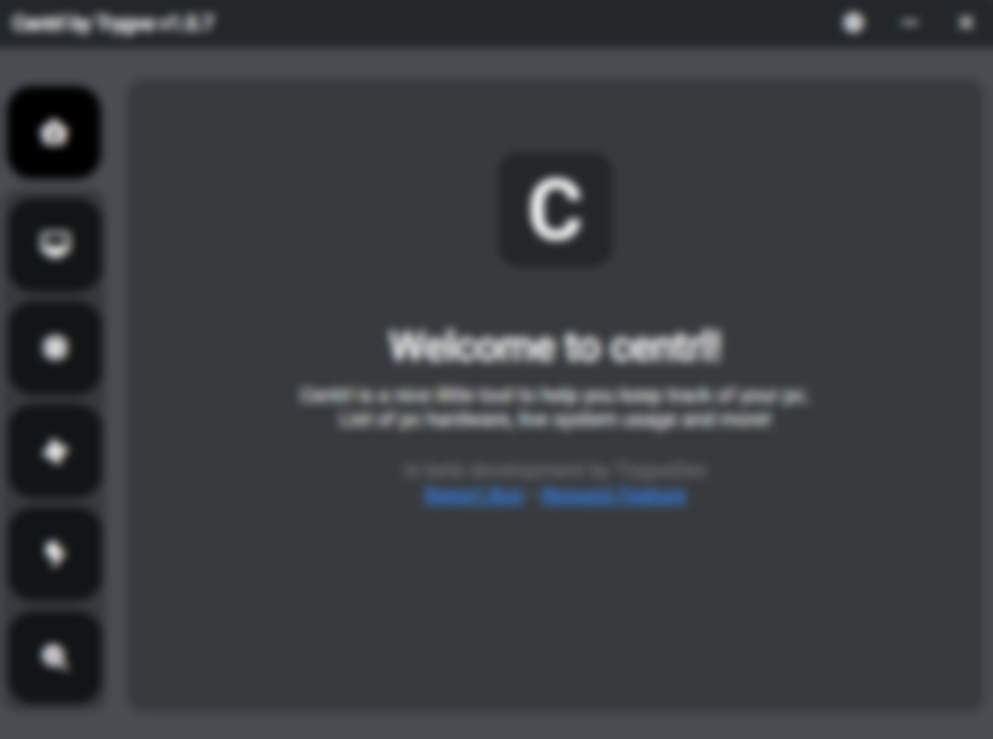 Centrl by Trygve v1.0.7
C
Welcome to centrl!
Centrl is a nice little tool to help you keep track of your pc.
List of pc hardware, live system usage and more!
In beta development by
Report Bug - Request Feature